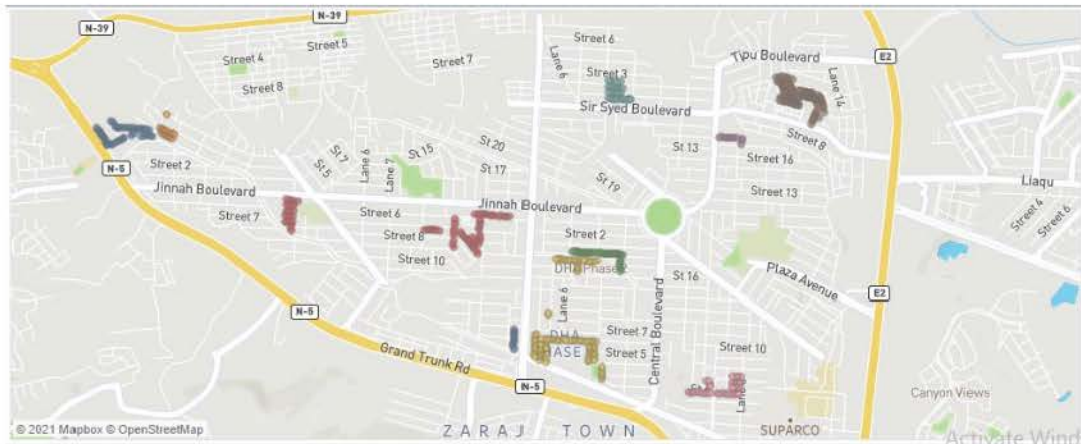 N-39
N-39
Street 5
Street 4
Street 7
Street 8
Street 6
Lane 6
Street 3
Sir Syed Boulevard
Tipu Boulevard
Lane 14
E2
Street 8
St 13
Street 16
Street 13
N-5
Street 2
St 7
St 5
Lane 6
Lane 7
St 15
St 20
St 17
St 19
Liaqu
Street 4
Street 6
Jinnah Boulevard
Jinnah Boulevard
Street 7
Street 6
Street 8
Street 10
Street 2
DHA Phase 2
St 16
Plaza Avenue
E2
N-5
Lane 6
Central Boulevard
Street 7
DHA
Street 5
Street 10
Grand Trunk Rd
N-5
Canyon Views
© 2021 Mapbox © OpenStreetMap
ZARAJ TOWN
SUPARCO
Activate Wind